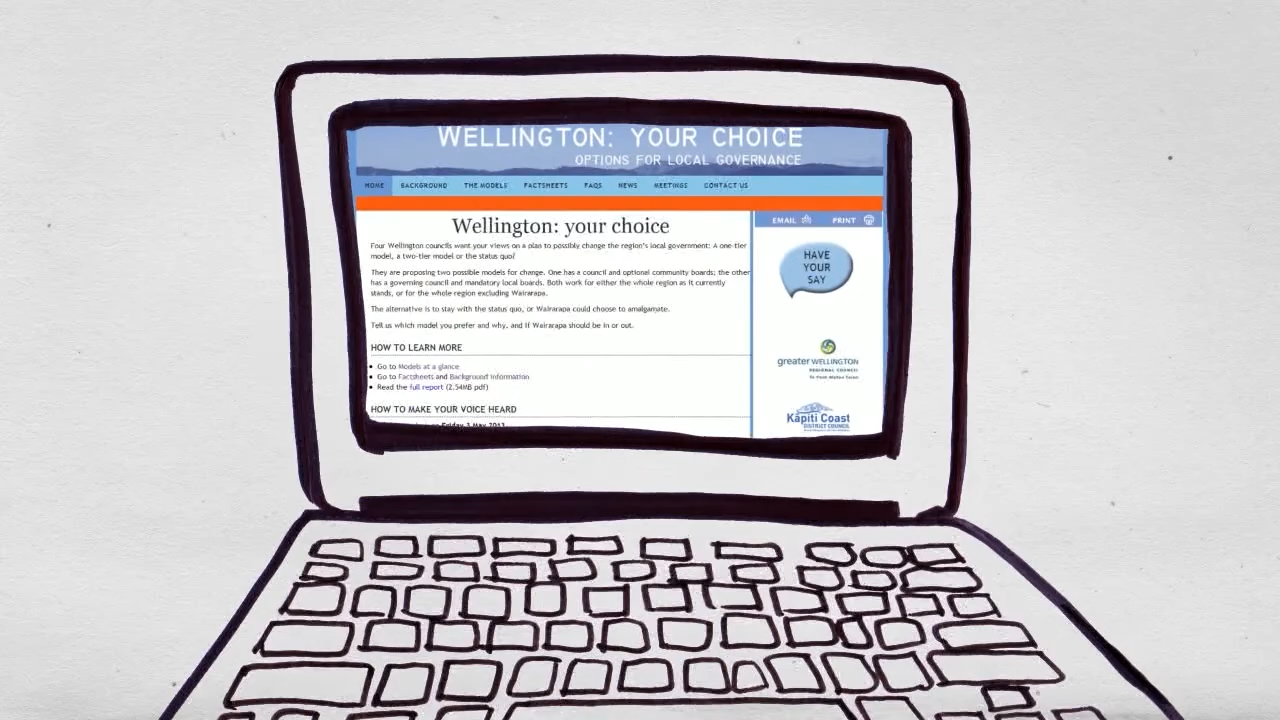 WELLINGTON: YOUR CHOICE
OPTIONS FOR LOCAL GOVERNANCE
HOME BACKGROUND THE MODELS FACTSHEETS FAQS NEWS MEETINGS CONTACT US
EMAIL PRINT
Wellington: your choice
Four Wellington councils want your views on a plan to possibly change the region's local government: A one-tier
model, a two-tier model or the status quo?
They are proposing two possible models for change. One has a council and optional community boards; the other
has a governing council and mandatory local boards. Both work for either the whole region as it currently
stands, or for the whole region excluding Wairarapa.
The alternative is to stay with the status quo, or Wairarapa could choose to amalgamate.
Tell us which model you prefer and why, and if Wairarapa should be in or out.
HOW TO LEARN MORE
Go to Models at a glance
Go to Factsheets and Background information
Read the full report (2.54MB pdf)
HOW TO MAKE YOUR VOICE HEARD
Friday 3 May 2013
HAVE
YOUR
SAY
greater WELLINGTON
REGIONAL COUNCIL
Te Pane Matua Taiao
Kāpiti Coast
DISTRICT COUNCIL